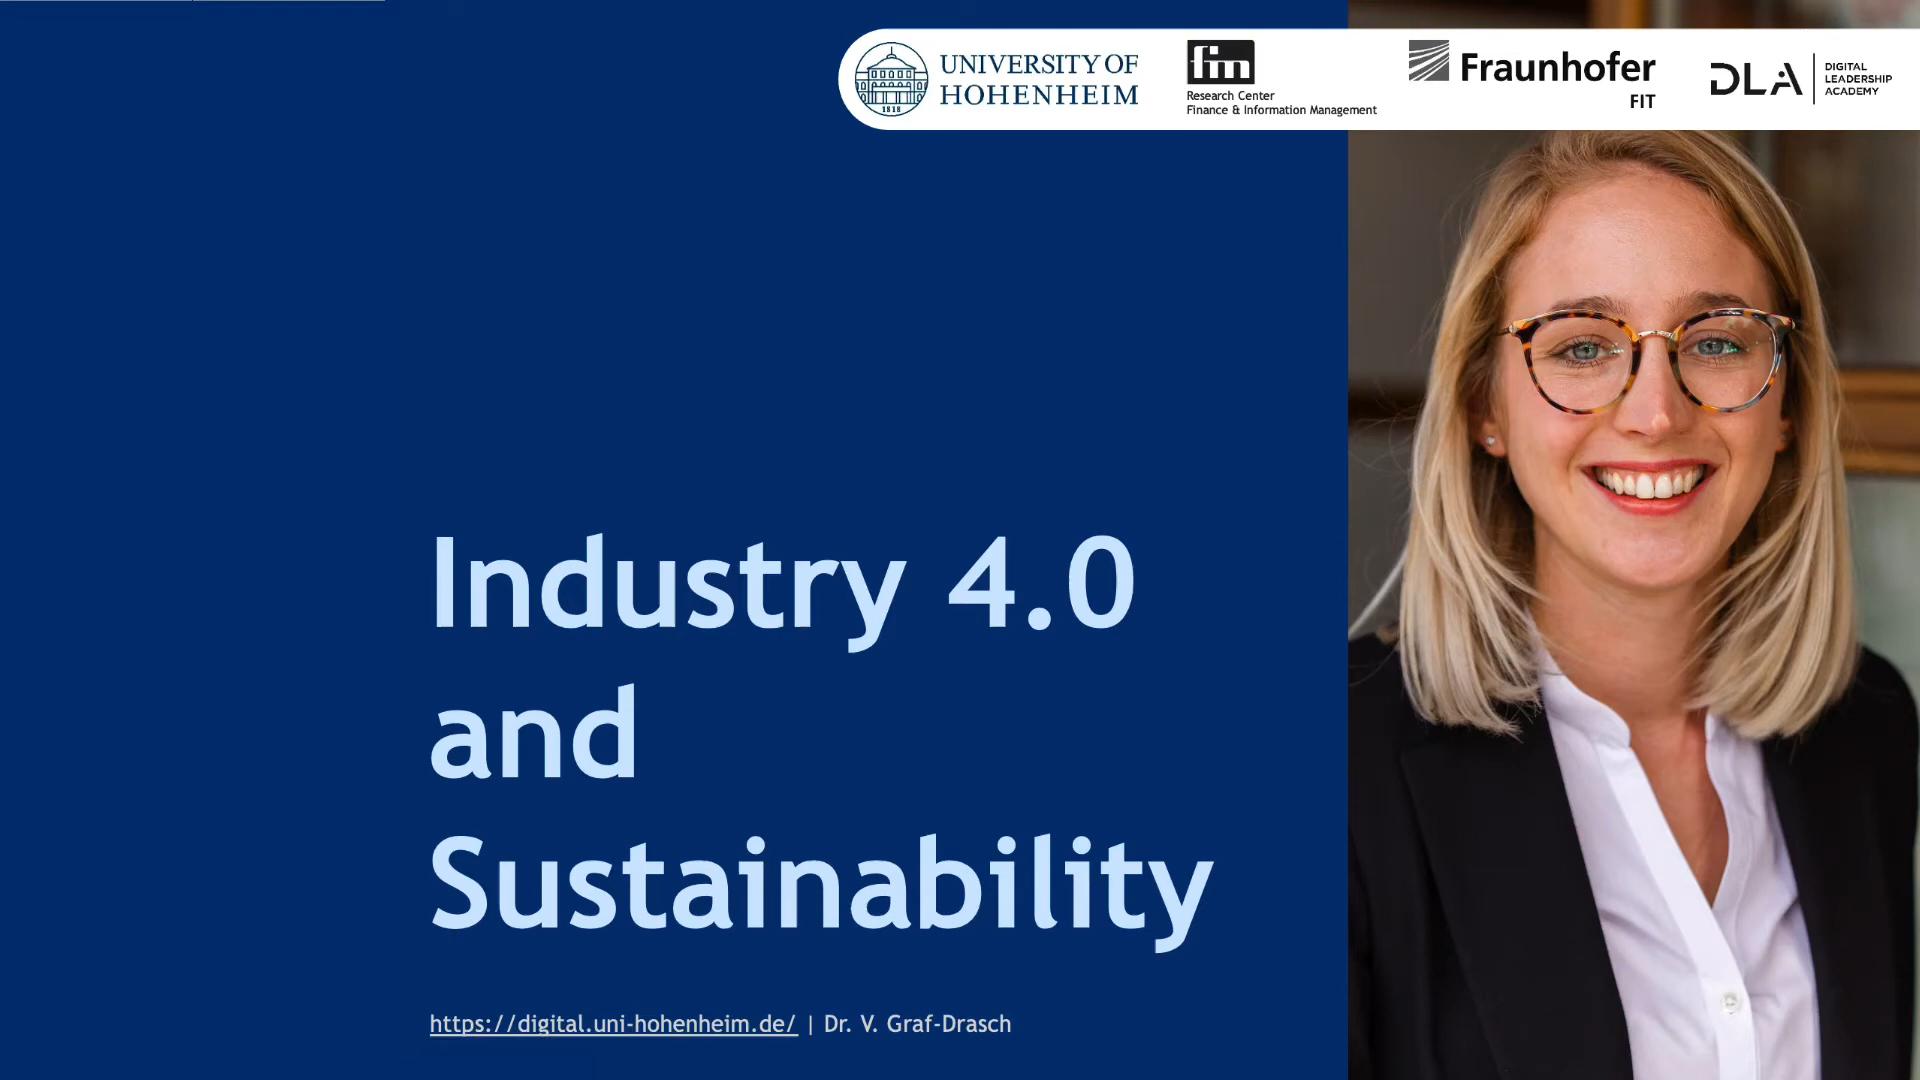 UNIVERSITY OF
HOHENHEIM
1818
fim
Research Center
Finance & Information Management
Fraunhofer
FIT
DLA
DIGITAL
LEADERSHIP
ACADEMY
Industry 4.0
and
Sustainability
https://digital.uni-hohenheim.de/ | Dr. V. Graf-Drasch